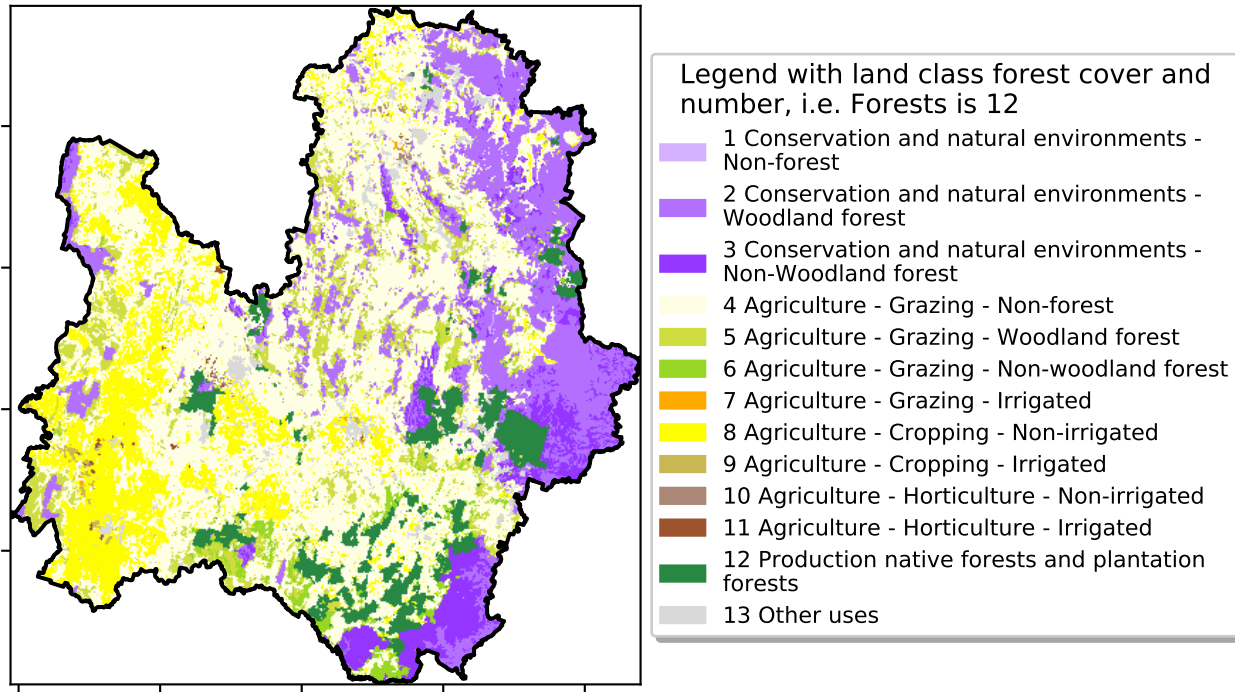 Legend with land class forest cover and
number, i.e. Forests is 12
1 Conservation and natural environments -
Non-forest
2 Conservation and natural environments -
Woodland forest
3 Conservation and natural environments -
Non-Woodland forest
4 Agriculture - Grazing - Non-forest
5 Agriculture - Grazing - Woodland forest
6 Agriculture - Grazing - Non-woodland forest
7 Agriculture - Grazing - Irrigated
8 Agriculture - Cropping - Non-irrigated
9 Agriculture - Cropping - Irrigated
10 Agriculture - Horticulture - Non-irrigated
11 Agriculture - Horticulture - Irrigated
12 Production native forests and plantation
forests
13 Other uses